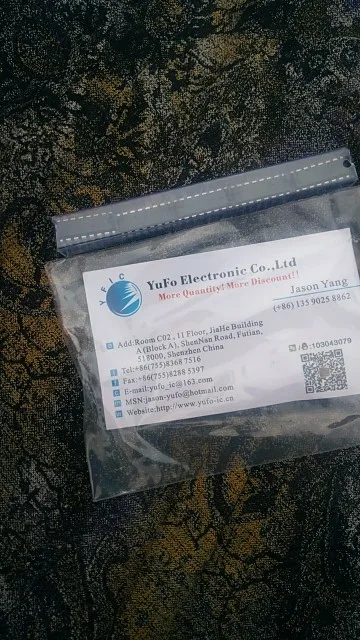 YFIC
YuFo Electronic Co.,Ltd
More Quantity! More Discount!!
Jason Yang
(+86) 135 9025 8862
Add:Room C02 , 11 Floor, JiaHe Building
A (Block A), ShenNan Road, Futian,
518000, Shenzhen China
Tel:+86(755)8368 7516
Fax:+86(755)8288 5397
E-mail:yufo_ic@163.com
MSN:jason-yufo@hotmail.com
Website:http://www.yufo-ic.cn
:103043079